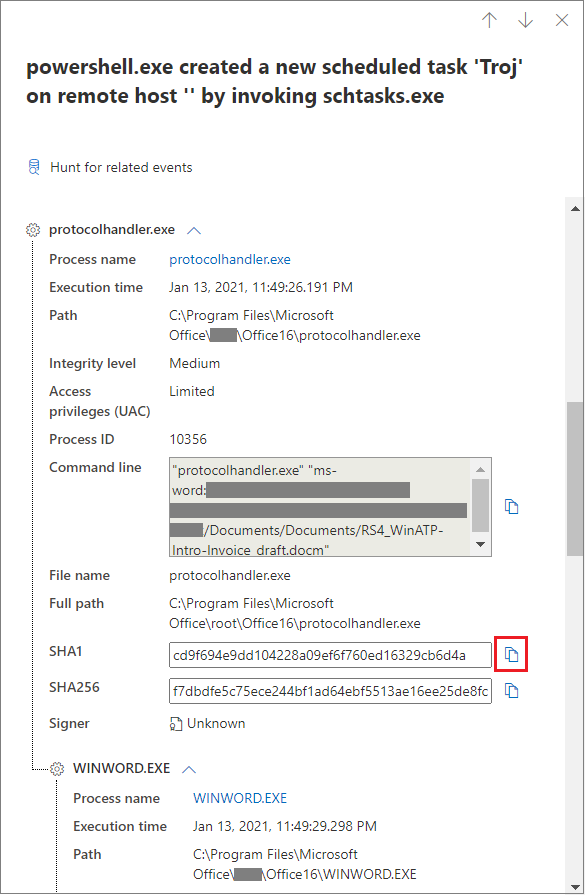 powershell.exe created a new scheduled task 'Troj'
on remote host '' by invoking schtasks.exe
Hunt for related events
protocolhandler.exe
Process name protocolhandler.exe
Execution time Jan 13, 2021, 11:49:26.191 PM
Path C:\Program Files\Microsoft
Office\ \Office16\protocolhandler.exe
Integrity level Medium
Access Limited
privileges (UAC)
Process ID 10356
Command line "protocolhandler.exe" "ms-
word:
/Documents/Documents/RS4_WinATP-
Intro-Invoice_draft.docm"
File name protocolhandler.exe
Full path C:\Program Files\Microsoft
Office\root\Office16\protocolhandler.exe
SHA1 cd9f694e9dd104228a09ef6f760ed16329cb6d4a
SHA256 f7dbdfe5c75ece244bf1ad64ebf5513ae16ee25de8fc
Signer Unknown
WINWORD.EXE
Process name WINWORD.EXE
Execution time Jan 13, 2021, 11:49:29.298 PM
Path C:\Program Files\Microsoft
Office\ \Office16\WINWORD.EXE